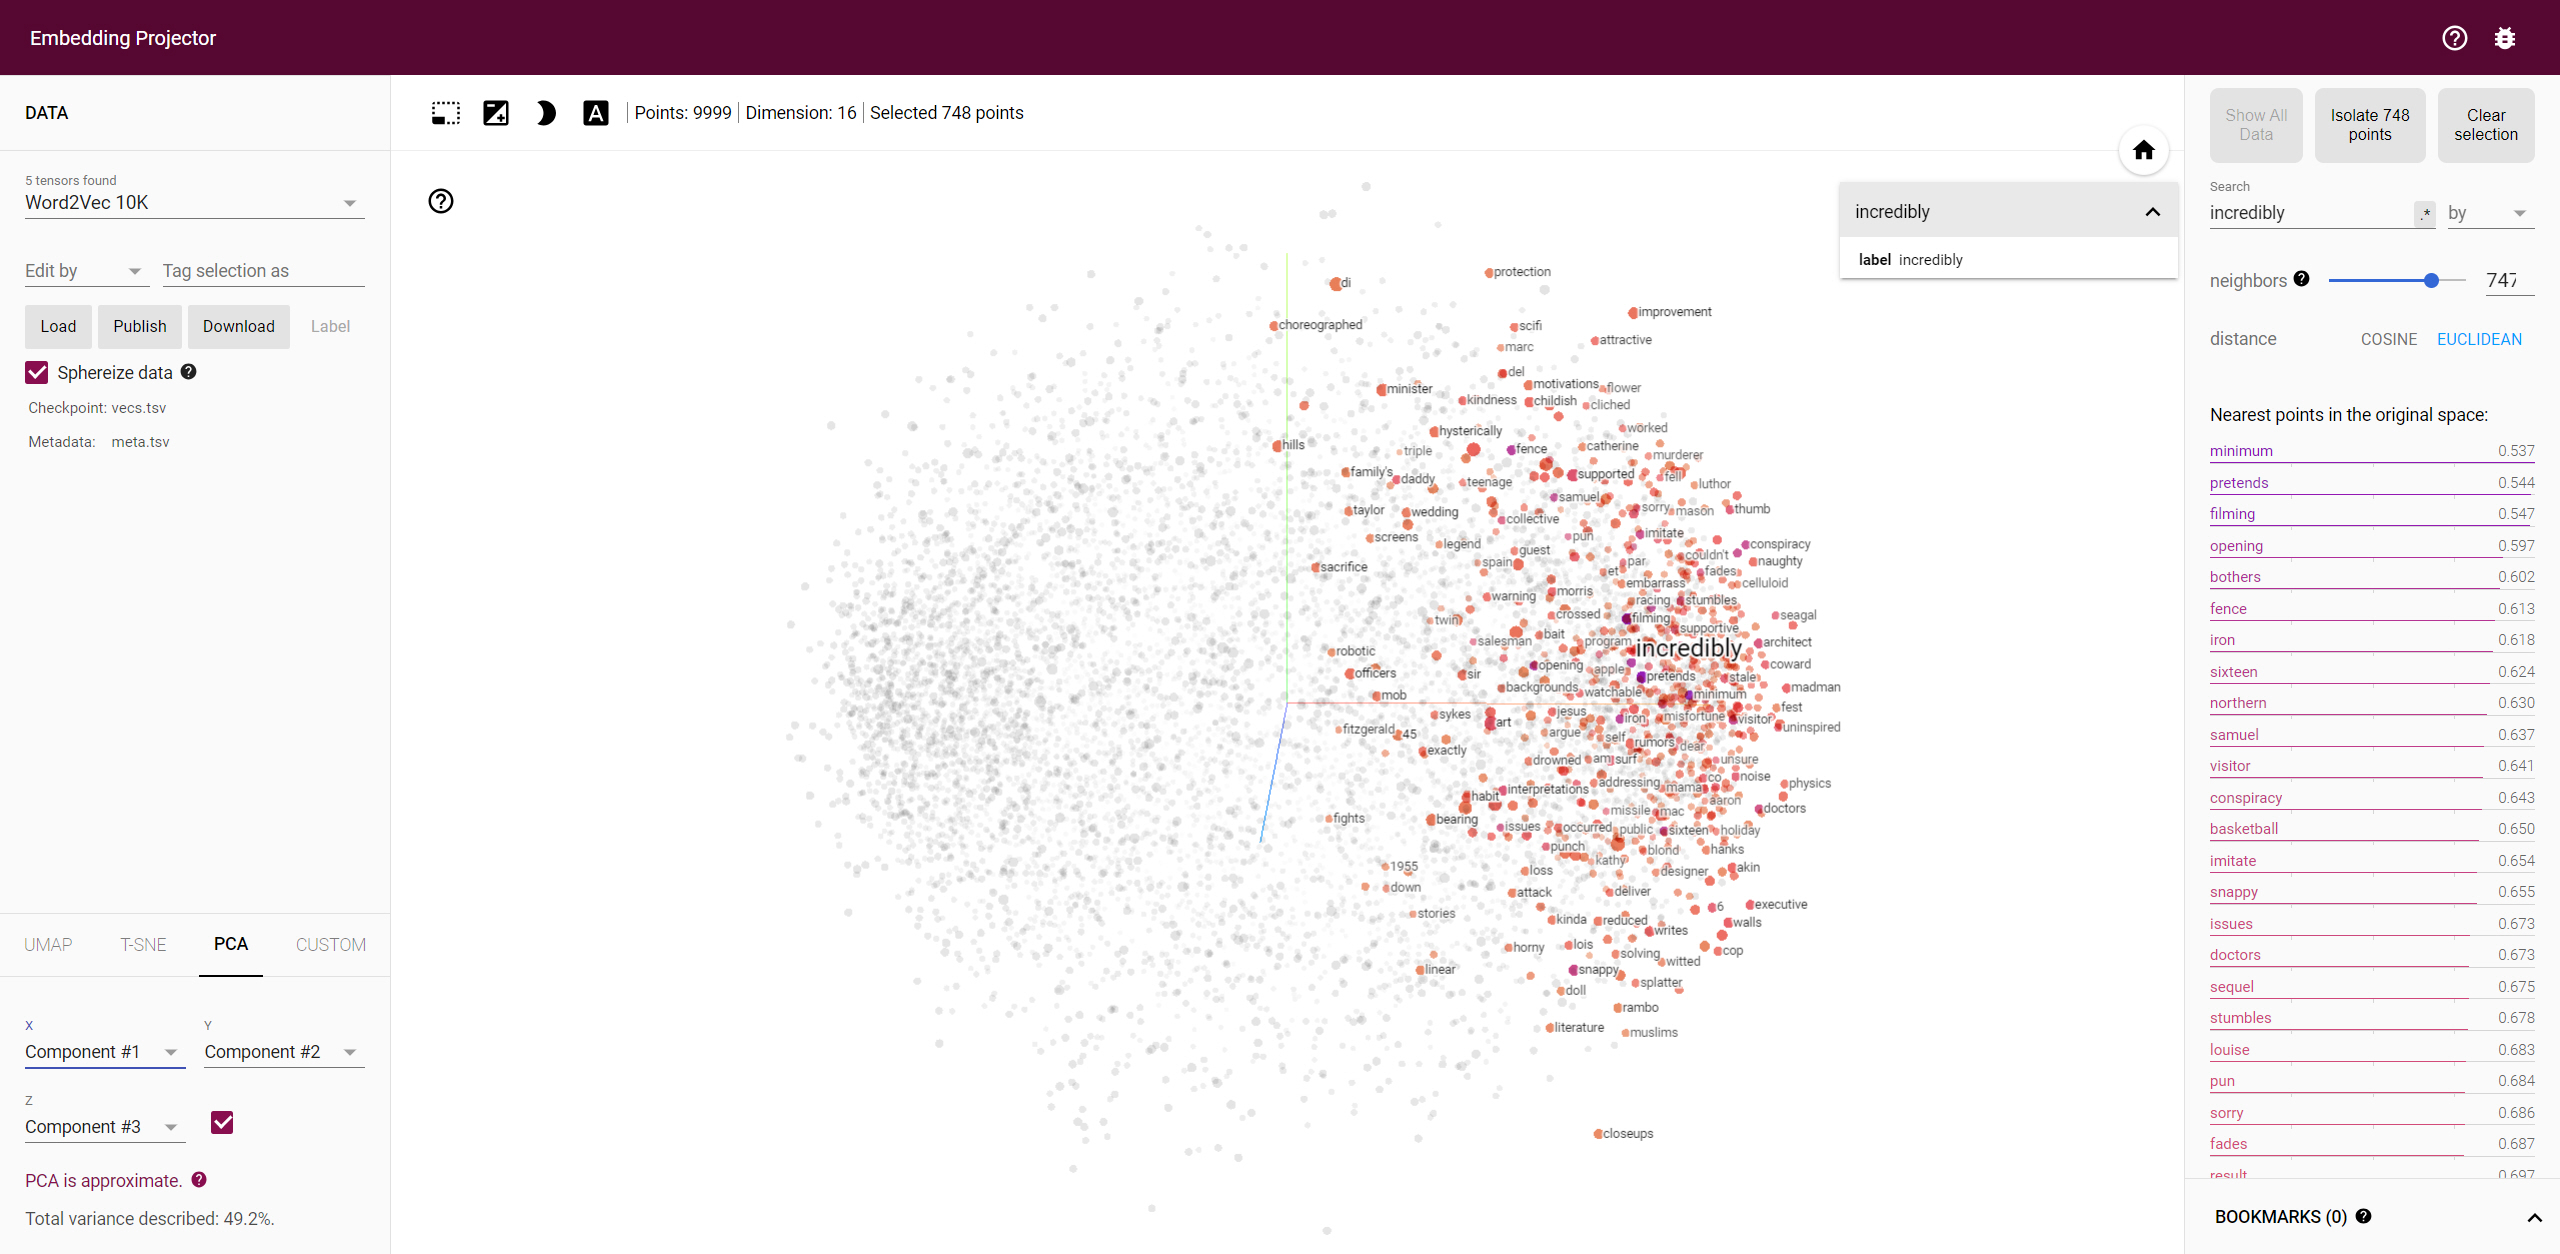 Embedding Projector
DATA
5 tensors found
Word2Vec 10K
Edit by
Tag selection as
Load
Publish
Download
Label
Sphereize data
Checkpoint: vecs.tsv
Metadata: meta.tsv
UMAP
T-SNE
PCA
CUSTOM
X
Component #1
Y
Component #2
Z
Component #3
PCA is approximate.
Total variance described: 49.2%.
Points: 9999
Dimension: 16
Selected 748 points
incredibly
label incredibly
di
protection
choreographed
improvement
scifi
attractive
marc
del
minister
motivations
flower
kindness
childish
cliched
hysterically
worked
hills
triple
fence
catherine
murderer
family's
daddy
teenage
supported
fell
luthor
samuel
taylor
wedding
collective
sorry
mason
thumb
screens
legend
guest
pun
imitate
conspiracy
couldn't
spain
par
naughty
sacrifice
et
fades
embrassr
celluloid
warning
morris
racing
stumbles
twin
crossed
filming
seagal
supportive
salesman
bait
program
incredibly
architect
robotic
opening
apple
coward
officers
sir
pretends
stale
mob
backgrounds
watchable
minimum
madman
sykes
art
jesus
iron
misfortune
visitor
fest
fitzgerald
45
argue
self
rumors
dear
uninspired
exactly
drowned
am
surf
unsure
co
noise
habit
interpretations
addressing
mama
physics
missile
mac
aaron
doctors
fights
bearing
issues
occurred
public
sixteen
holiday
punch
kathy
blond
hanks
1955
loss
designer
akin
down
attack
deliver
stories
kinda
reduced
6
executive
writes
walls
horny
lois
solving
witted
cop
linear
snappy
splatter
doll
rambo
literature
muslims
closeups
Show All
Data
Isolate 748
points
Clear
selection
Search
incredibly
.*
by
neighbors
747
distance
COSINE
EUCLIDEAN
Nearest points in the original space:
minimum 0.537
pretends 0.544
filming 0.547
opening 0.597
bothers 0.602
fence 0.613
iron 0.618
sixteen 0.624
northern 0.630
samuel 0.637
visitor 0.641
conspiracy 0.643
basketball 0.650
imitate 0.654
snappy 0.655
issues 0.673
doctors 0.673
sequel 0.675
stumbles 0.678
louise 0.683
pun 0.684
sorry 0.686
fades 0.687
result 0.697
BOOKMARKS (0)